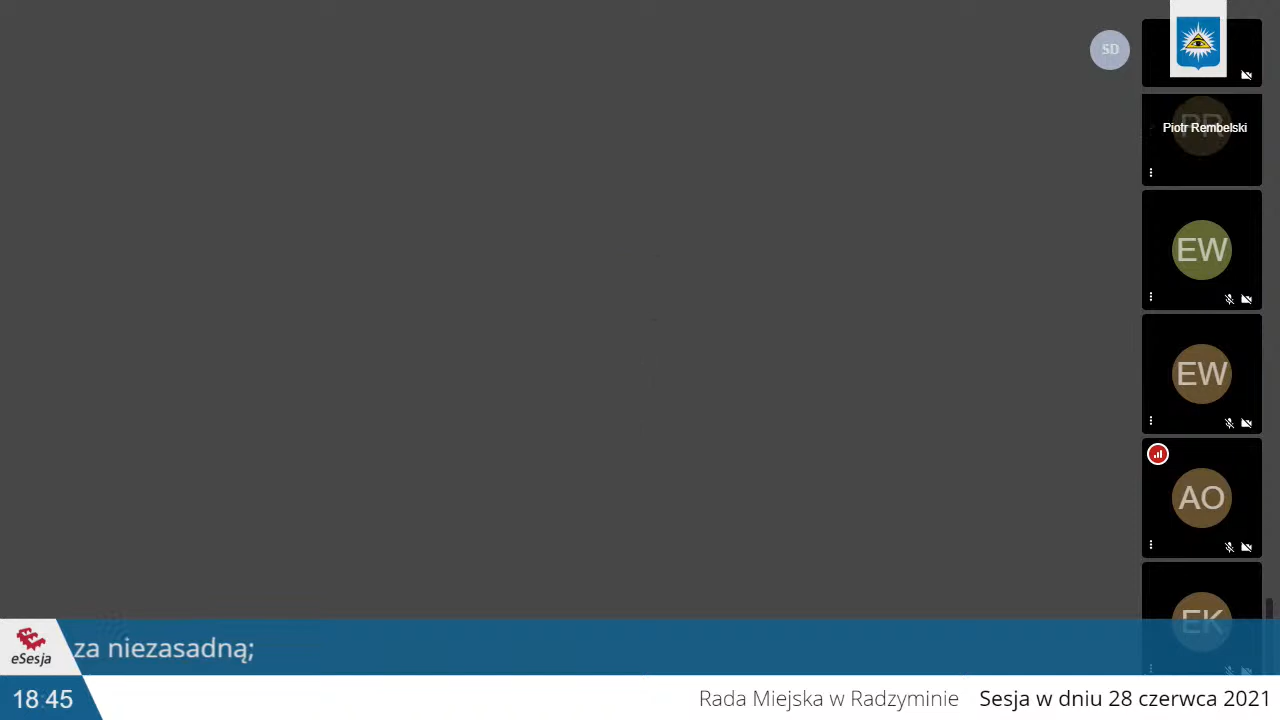 SD
PR
Piotr Rembelski
EW
EW
AO
EK
eSesja
za niezasadną;
18:45
Rada Miejska w Radzyminie Sesja w dniu 28 czerwca 2021